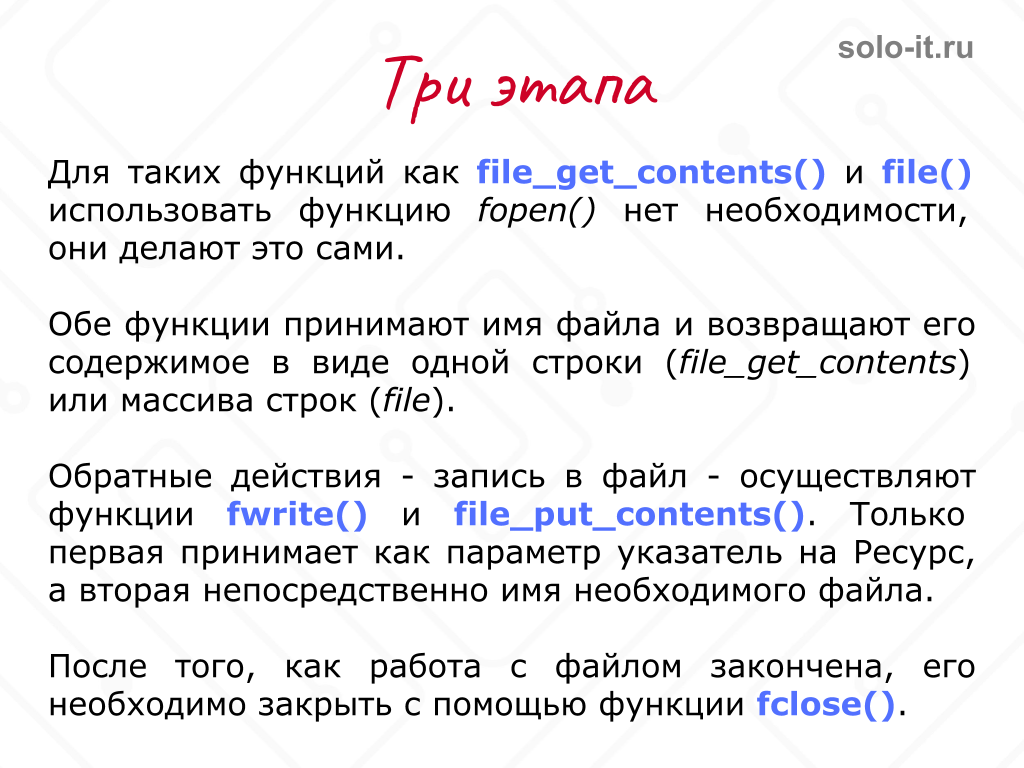 solo-it.ru
Три этапа
Для таких функций как file_get_contents() и file()
использовать функцию fopen() нет необходимости,
они делают это сами.
Обе функции принимают имя файла и возвращают его
содержимое в виде одной строки (file_get_contents)
или массива строк (file).
Обратные действия - запись в файл - осуществляют
функции fwrite() и file_put_contents(). Только
первая принимает как параметр указатель на Ресурс,
а вторая непосредственно имя необходимого файла.
После того, как работа с файлом закончена, его
необходимо закрыть с помощью функции fclose().